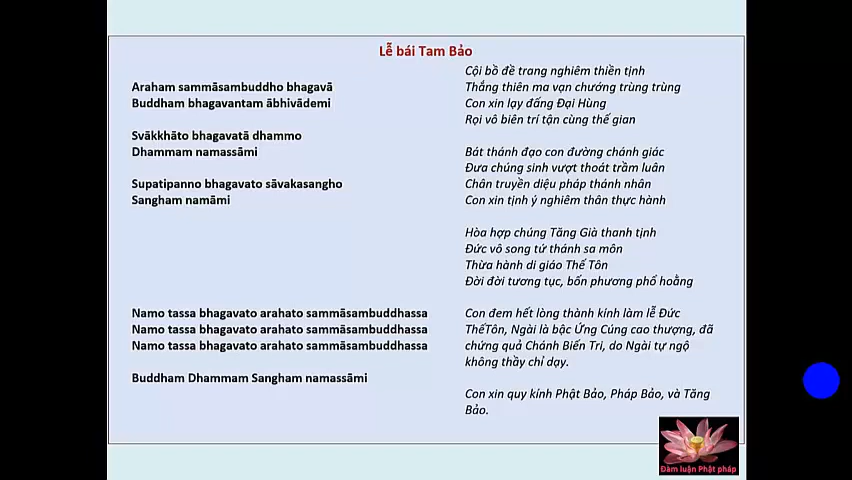 Lễ bái Tam Bảo
Araham sammāsambuddho bhagavā
Buddham bhagavantam ābhivādemi
Svākkhāto bhagavatā dhammo
Dhammam namassāmi
Supatipanno bhagavato sāvakasangho
Sangham namāmi
Namo tassa bhagavato arahato sammāsambuddhassa
Namo tassa bhagavato arahato sammāsambuddhassa
Namo tassa bhagavato arahato sammāsambuddhassa
Buddham Dhammam Sangham namassāmi
Cội bồ đề trang nghiêm thiền tịnh
Thắng thiên ma vạn chướng trùng trùng
Con xin lạy đấng Đại Hùng
Rọi vô biên trí tận cùng thế gian
Bát thánh đạo con đường chánh giác
Đưa chúng sinh vượt thoát trầm luân
Chân truyền diệu pháp thánh nhân
Con xin tịnh ý nghiêm thân thực hành
Hòa hợp chúng Tăng Già thanh tịnh
Đức vô song tứ thánh sa môn
Thừa hành di giáo Thế Tôn
Đời đời tương tục, bốn phương phổ hoằng
Con đem hết lòng thành kính làm lễ Đức
ThếTôn, Ngài là bậc Ứng Cúng cao thượng, đã
chứng quả Chánh Biến Tri, do Ngài tự ngộ
không thầy chỉ dạy.
Con xin quy kính Phật Bảo, Pháp Bảo, và Tăng
Bảo.
Đàm luận Phật pháp